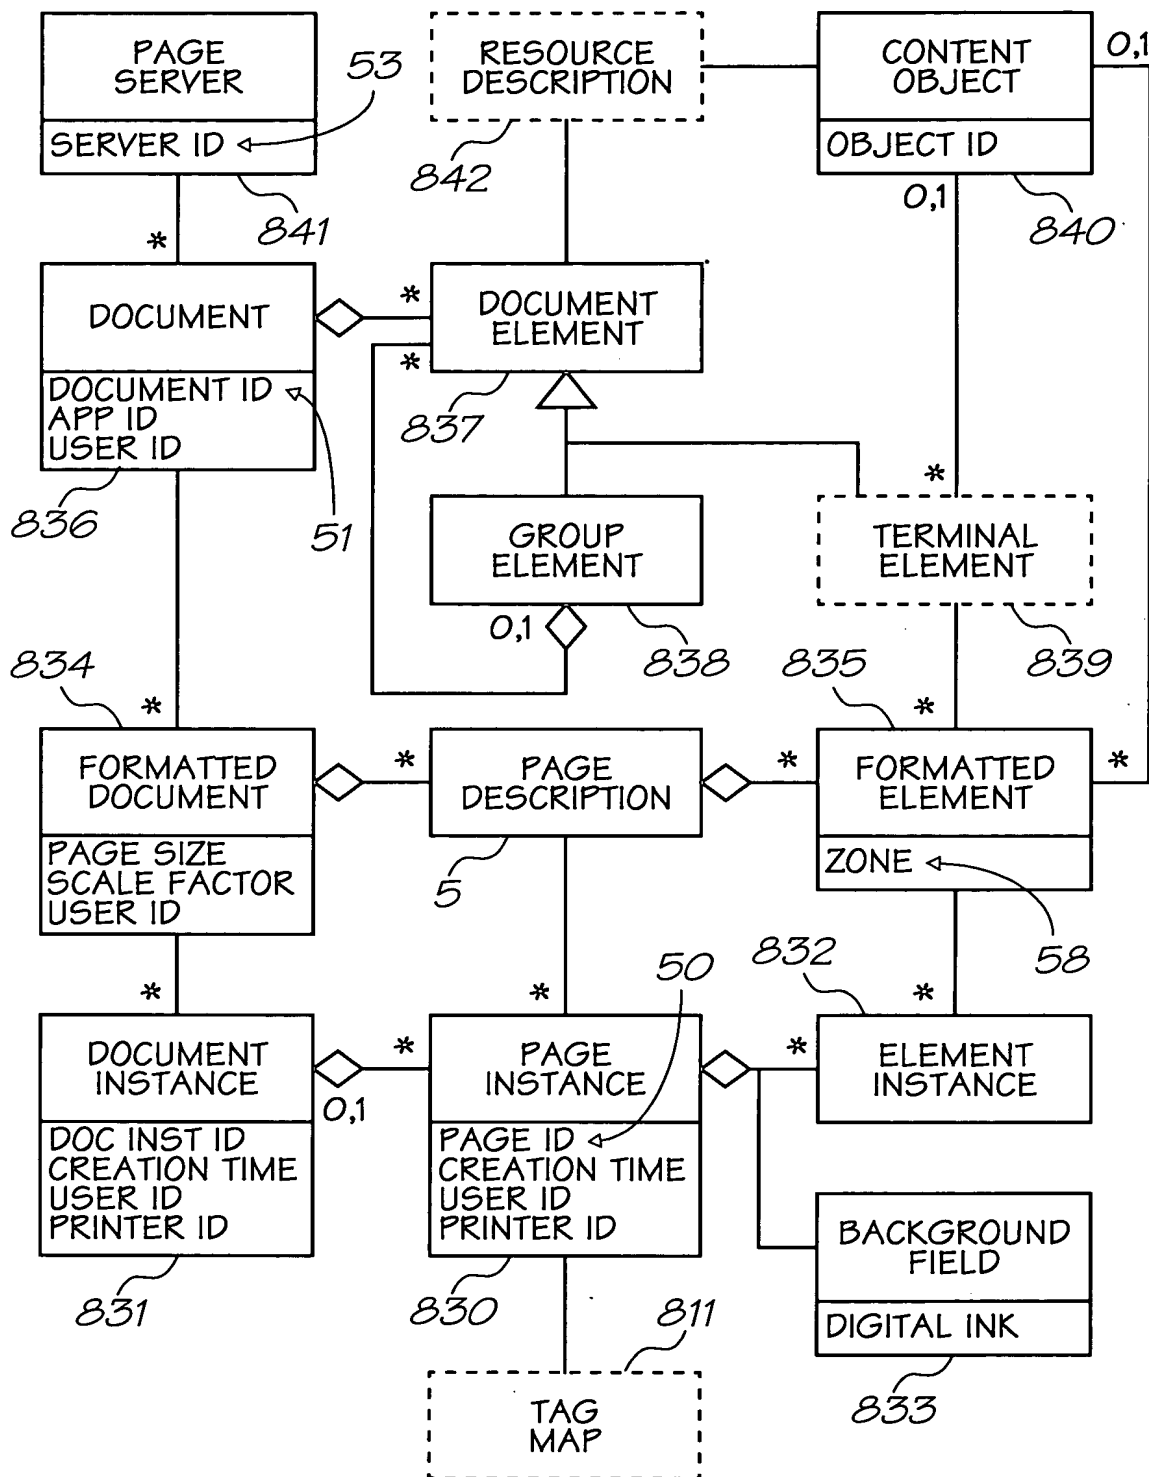 PAGE
SERVER
53
SERVER ID
841
*
RESOURCE
DESCRIPTION
842
CONTENT
OBJECT
0,1
OBJECT ID
0,1
840
DOCUMENT
DOCUMENT ID
APP ID
USER ID
836
51
*
*
DOCUMENT
ELEMENT
837
GROUP
ELEMENT
0,1
838
*
TERMINAL
ELEMENT
839
834
*
FORMATTED
DOCUMENT
PAGE SIZE
SCALE FACTOR
USER ID
*
PAGE
DESCRIPTION
5
835
*
*
FORMATTED
ELEMENT
*
ZONE
58
*
DOCUMENT
INSTANCE
0,1
DOC INST ID
CREATION TIME
USER ID
PRINTER ID
831
*
50
*
PAGE
INSTANCE
PAGE ID
CREATION TIME
USER ID
PRINTER ID
830
832
*
*
ELEMENT
INSTANCE
BACKGROUND
FIELD
DIGITAL INK
833
811
TAG
MAP